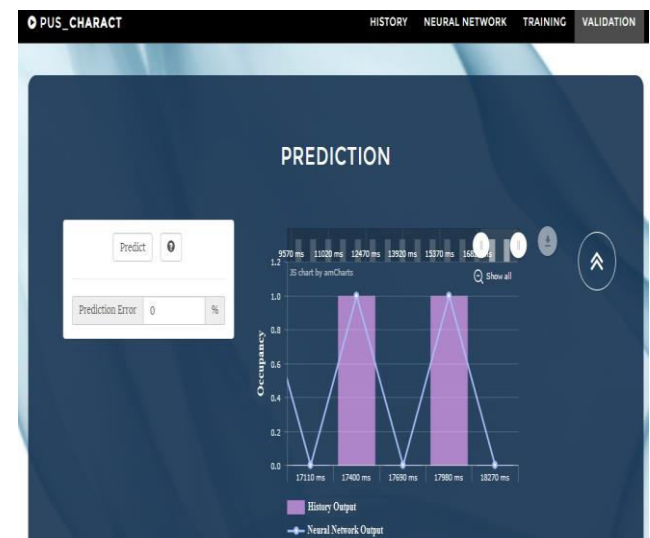 PUS_CHARACT HISTORY NEURAL NETWORK TRAINING VALIDATION
PREDICTION
Predict
Prediction Error 0 %
9570 ms 11020 ms 12470 ms 13920 ms 15370 ms
JS chart by amCharts
Show all
Occupancy
1.2
1.0
0.8
0.6
0.4
0.2
0.0
17110 ms 17400 ms 17690 ms 17980 ms 18270 ms
History Output
Neural Network Output